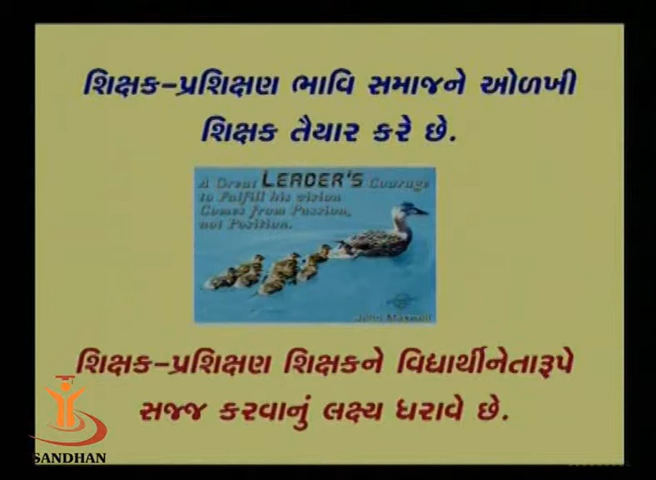 શિક્ષક-પ્રશિક્ષણ ભાવિ સમાજને ઓળખી
શિક્ષક તૈયાર કરે છે.
A Great LEADER'S Courage
to Fulfill his vision
Comes from Passion,
not Position.
John Maxwell
શિક્ષક-પ્રશિક્ષણ શિક્ષકને વિદ્યાર્થીનેતારૂપે
સજ્જ કરવાનું લક્ષ્ય ધરાવે છે.
SANDHAN